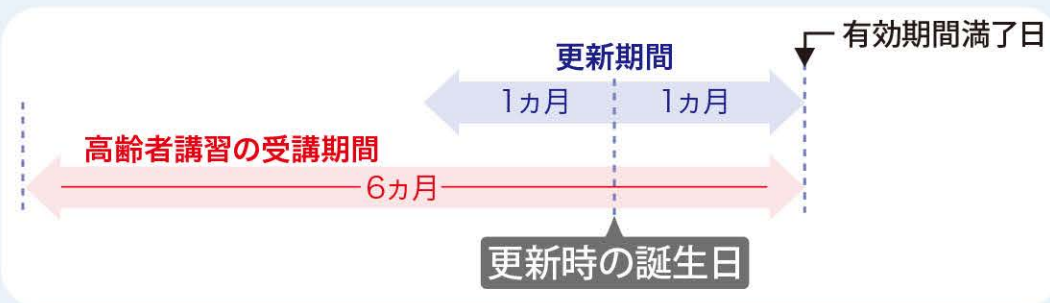 有効期間満了日
更新期間
1ヵ月 1ヵ月
高齢者講習の受講期間
6ヵ月
更新時の誕生日